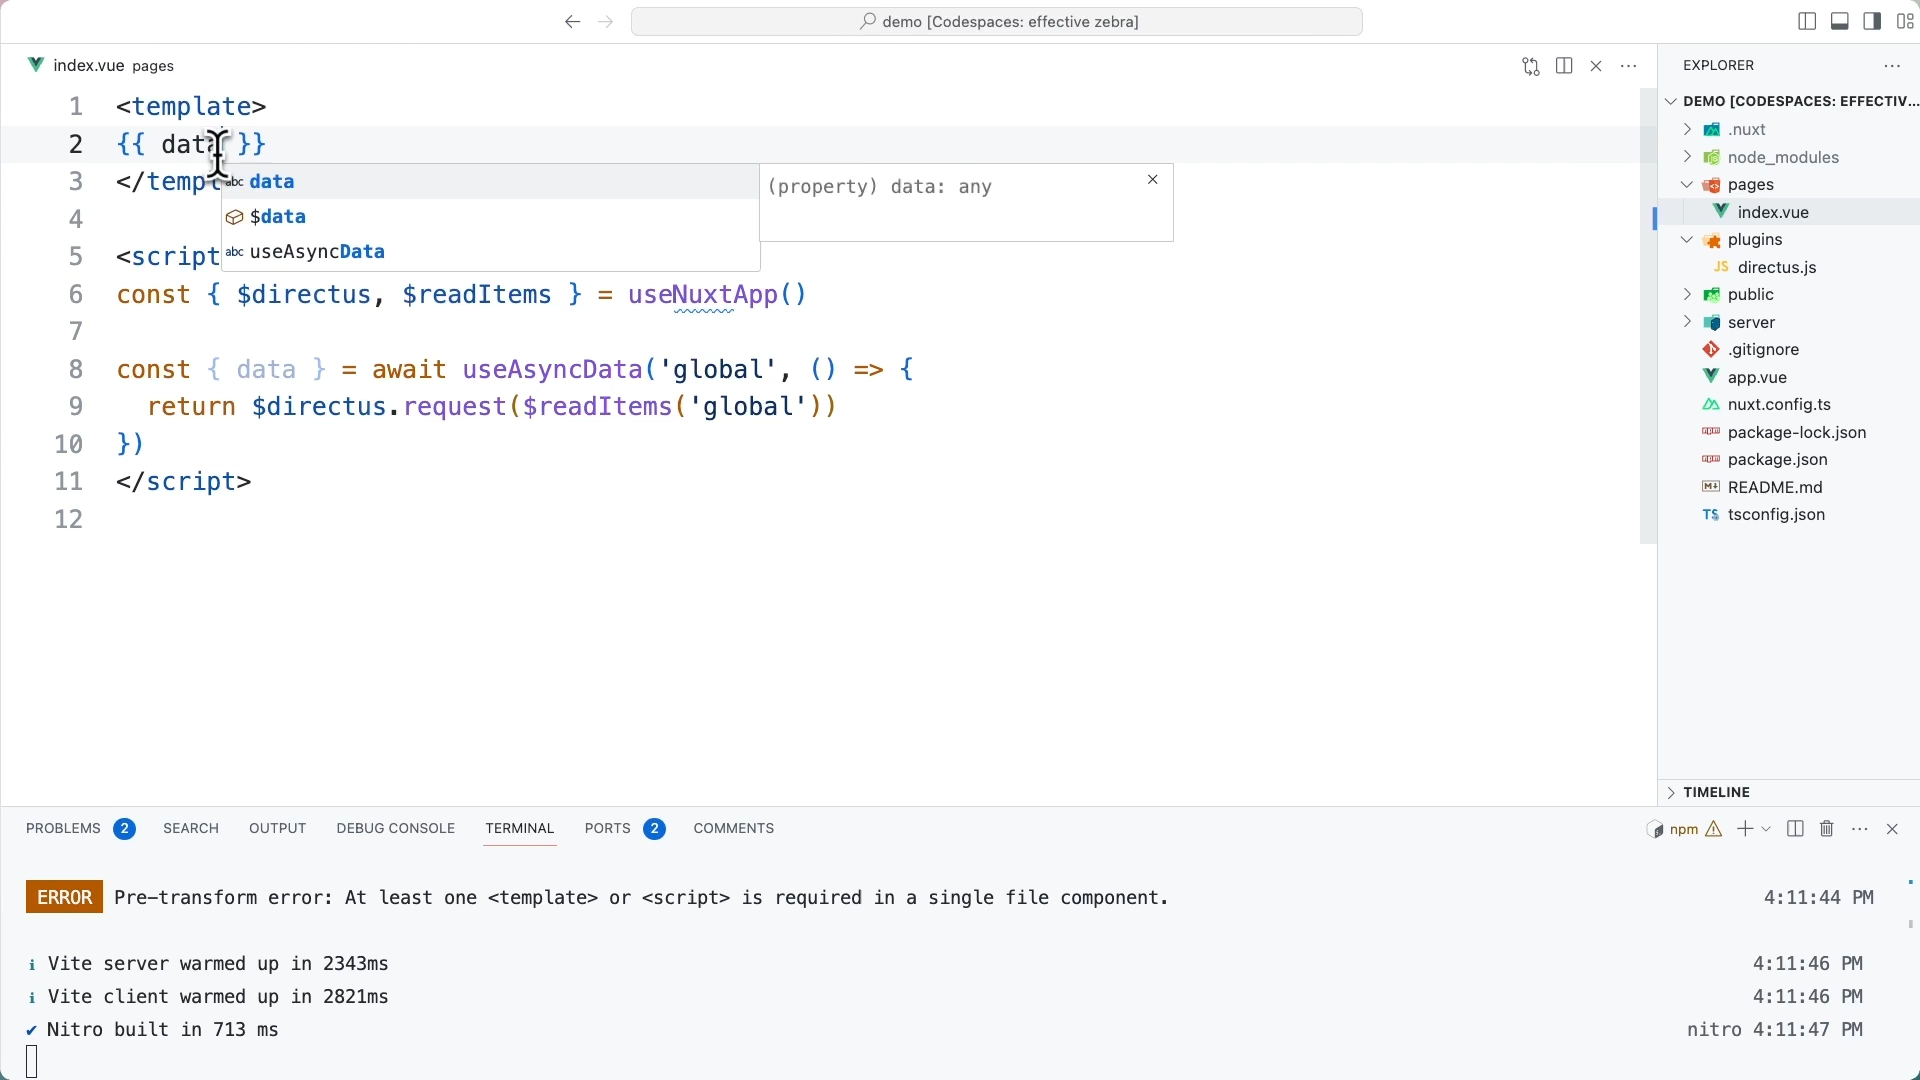 demo [Codespaces: effective zebra]
index.vue pages
1 <template>
2 {{ data }}
3 </templ
4
5 <script
6 const { $directus, $readItems } = useNuxtApp()
7
8 const { data } = await useAsyncData('global', () => {
9 return $directus.request($readItems('global'))
10 })
11 </script>
12
abc data
$data
abc useAsyncData
(property) data: any
EXPLORER
DEMO [CODESPACES: EFFECTIV...
.nuxt
node_modules
pages
index.vue
plugins
JS directus.js
public
server
.gitignore
app.vue
nuxt.config.ts
package-lock.json
package.json
README.md
TS tsconfig.json
TIMELINE
PROBLEMS 2 SEARCH OUTPUT DEBUG CONSOLE TERMINAL PORTS 2 COMMENTS
npm
ERROR Pre-transform error: At least one <template> or <script> is required in a single file component. 4:11:44 PM
i Vite server warmed up in 2343ms 4:11:46 PM
i Vite client warmed up in 2821ms 4:11:46 PM
✔ Nitro built in 713 ms nitro 4:11:47 PM